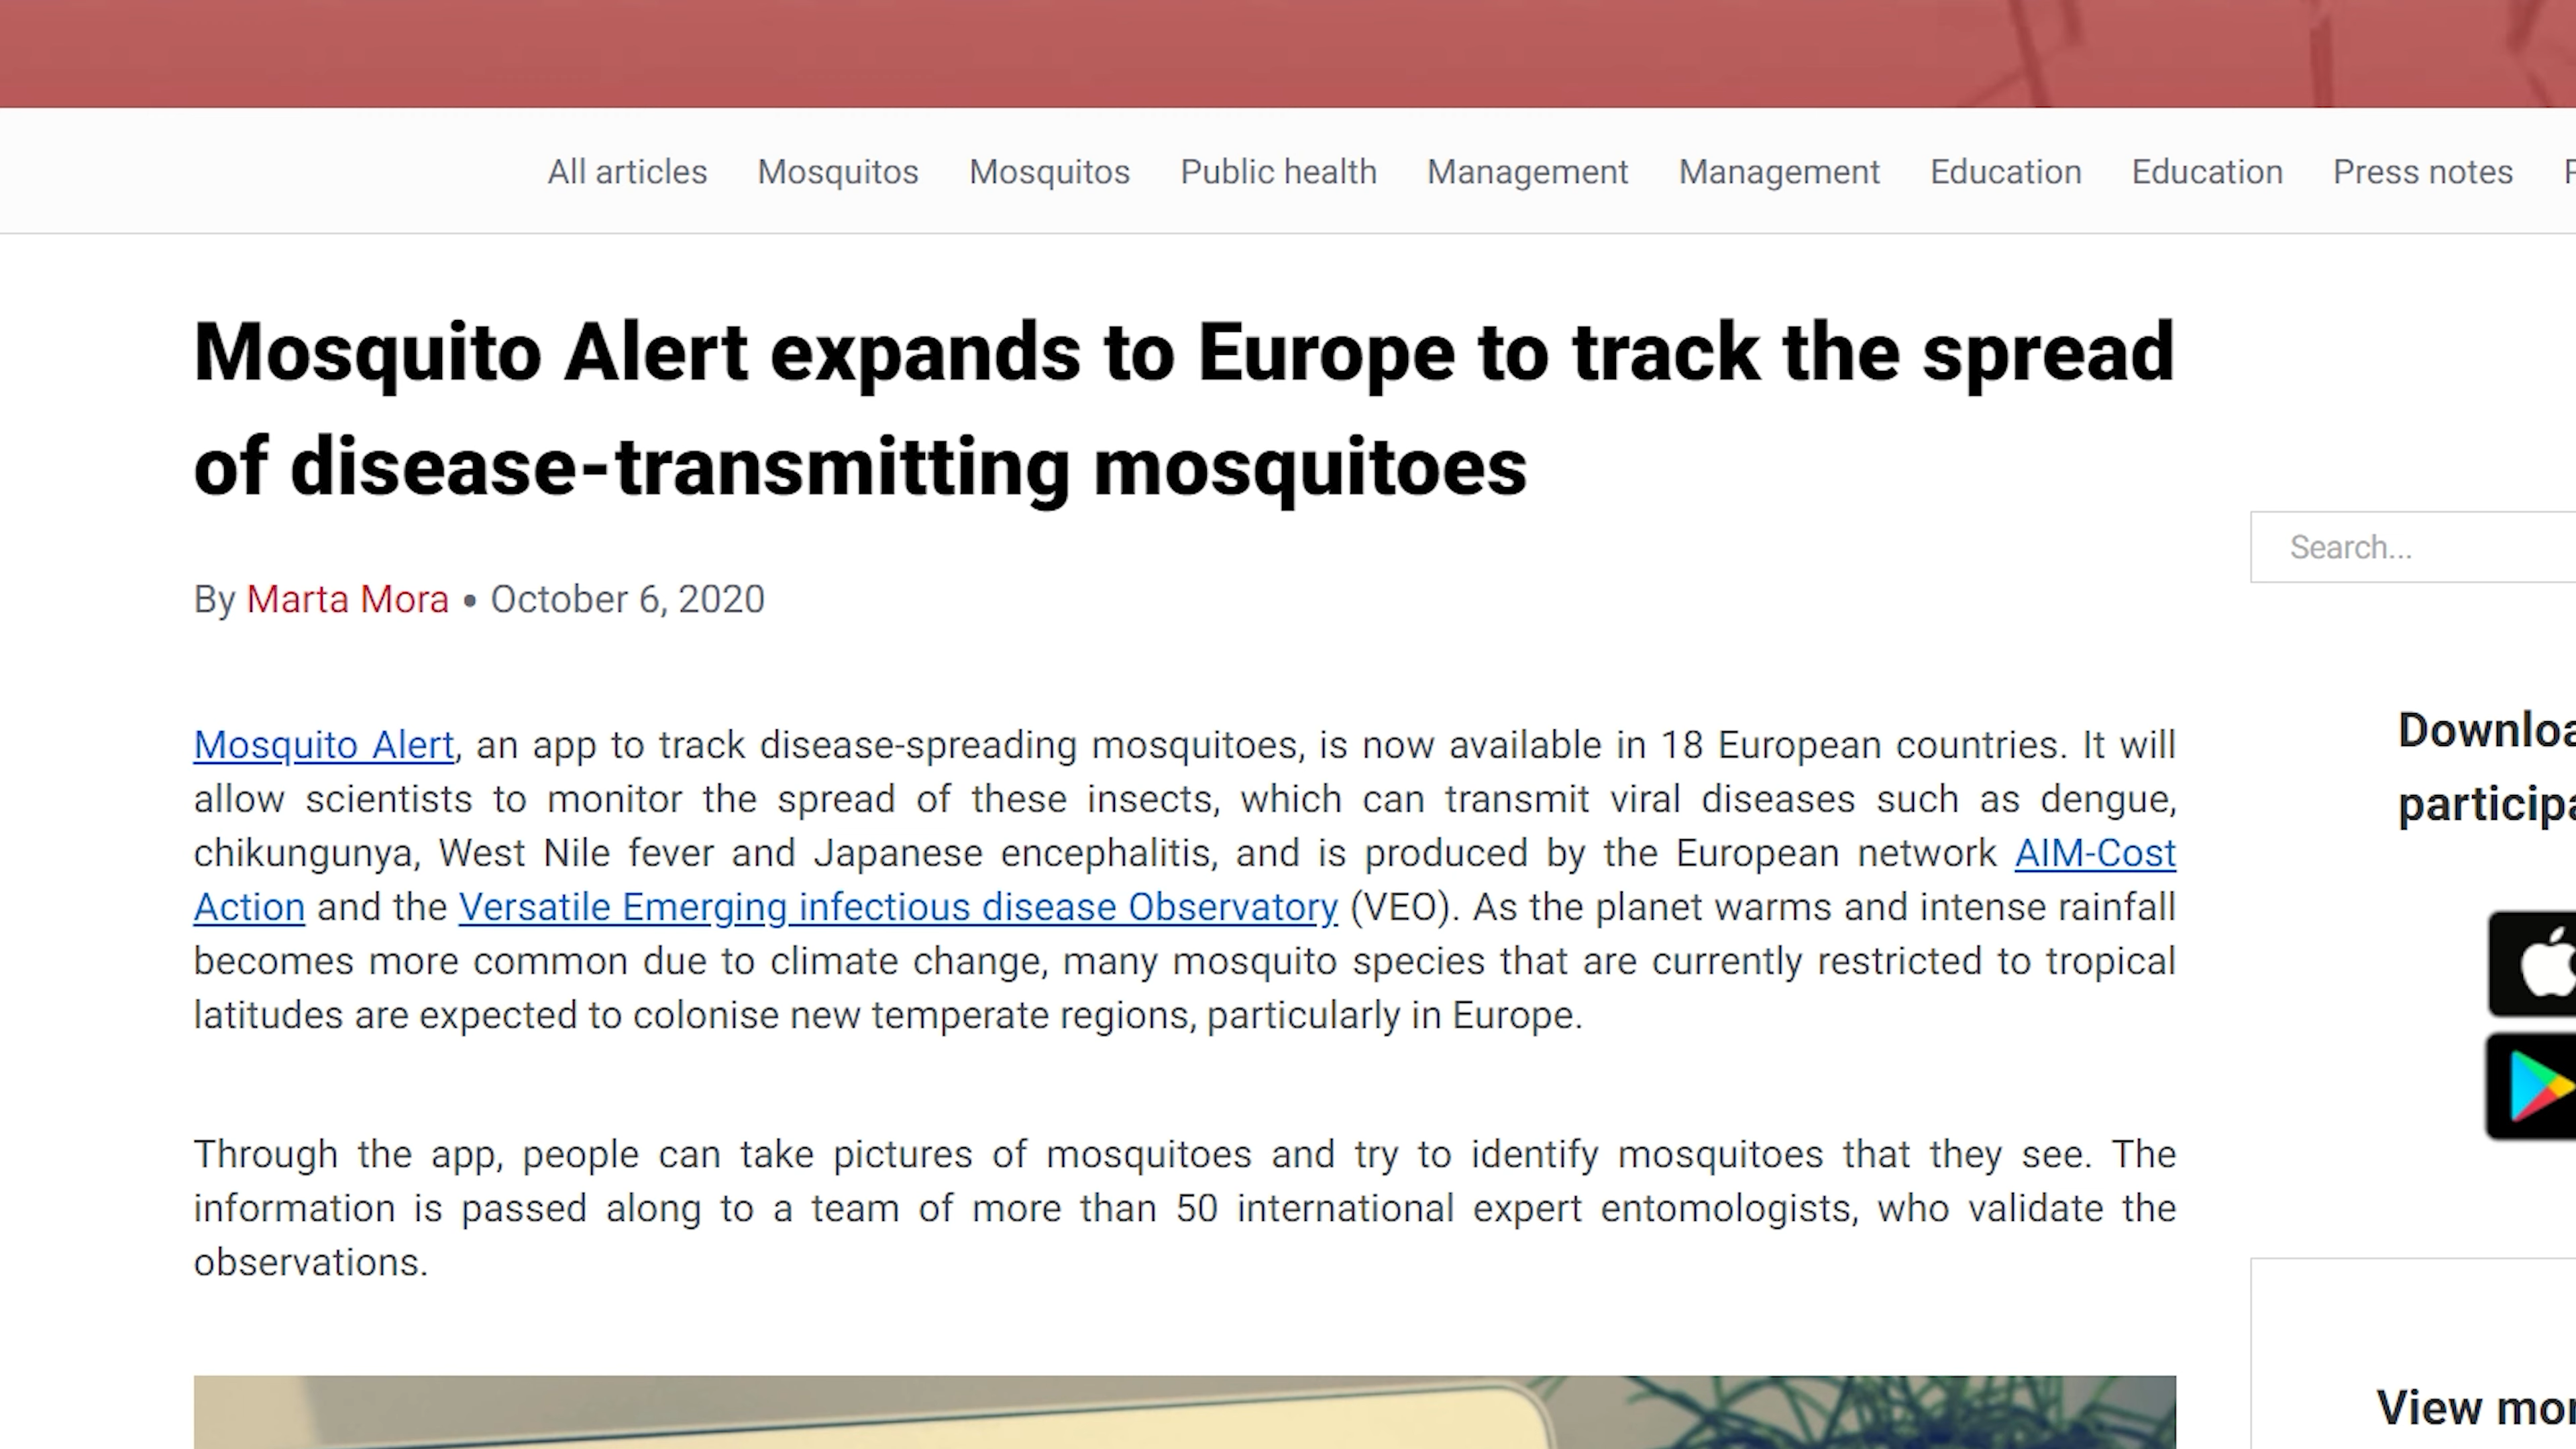 All articles Mosquitos Mosquitos Public health Management Management Education Education Press notes
Mosquito Alert expands to Europe to track the spread
of disease-transmitting mosquitoes
By Marta Mora • October 6, 2020
Search...
Mosquito Alert, an app to track disease-spreading mosquitoes, is now available in 18 European countries. It will
allow scientists to monitor the spread of these insects, which can transmit viral diseases such as dengue,
chikungunya, West Nile fever and Japanese encephalitis, and is produced by the European network AIM-Cost
Action and the Versatile Emerging infectious disease Observatory (VEO). As the planet warms and intense rainfall
becomes more common due to climate change, many mosquito species that are currently restricted to tropical
latitudes are expected to colonise new temperate regions, particularly in Europe.
Through the app, people can take pictures of mosquitoes and try to identify mosquitoes that they see. The
information is passed along to a team of more than 50 international expert entomologists, who validate the
observations.
View